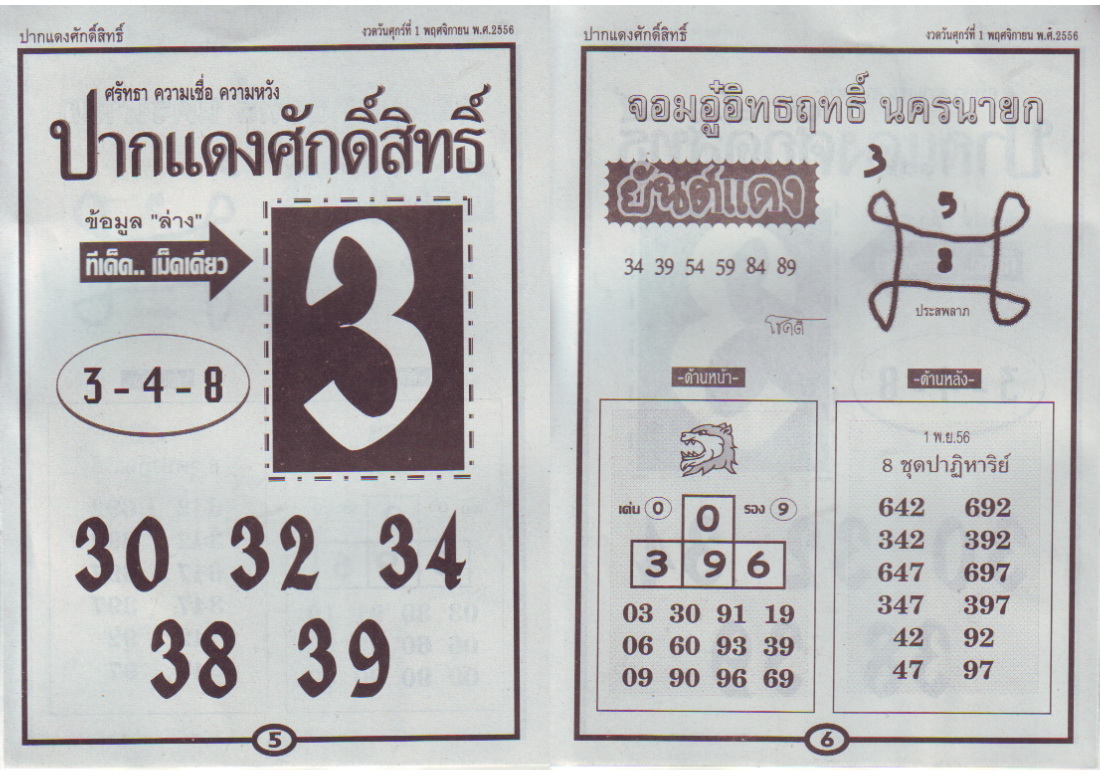 ปากแดงศักดิ์สิทธิ์
งวดวันศุกร์ที่ 1 พฤศจิกายน พ.ศ.2556
ศรัทธา ความเชื่อ ความหวัง
ปากแดงศักดิ์สิทธิ์
ข้อมูล "ล่าง"
ทีเด็ด.. เม็ดเดียว
3
3 - 4 - 8
30 32 34
38 39
5
ปากแดงศักดิ์สิทธิ์
งวดวันศุกร์ที่ 1 พฤศจิกายน พ.ศ.2556
จอมอู๋อิทธฤทธิ์ นครนายก
ยันต์แดง
3
5
8
34 39 54 59 84 89
ประสพลาภ
โชคดี
-ด้านหน้า-
เด่น 0
0
รอง 9
3 9 6
03 30 91 19
06 60 93 39
09 90 96 69
-ด้านหลัง-
1 พ.ย.56
8 ชุดปาฏิหาริย์
642 692
342 392
647 697
347 397
42 92
47 97
6